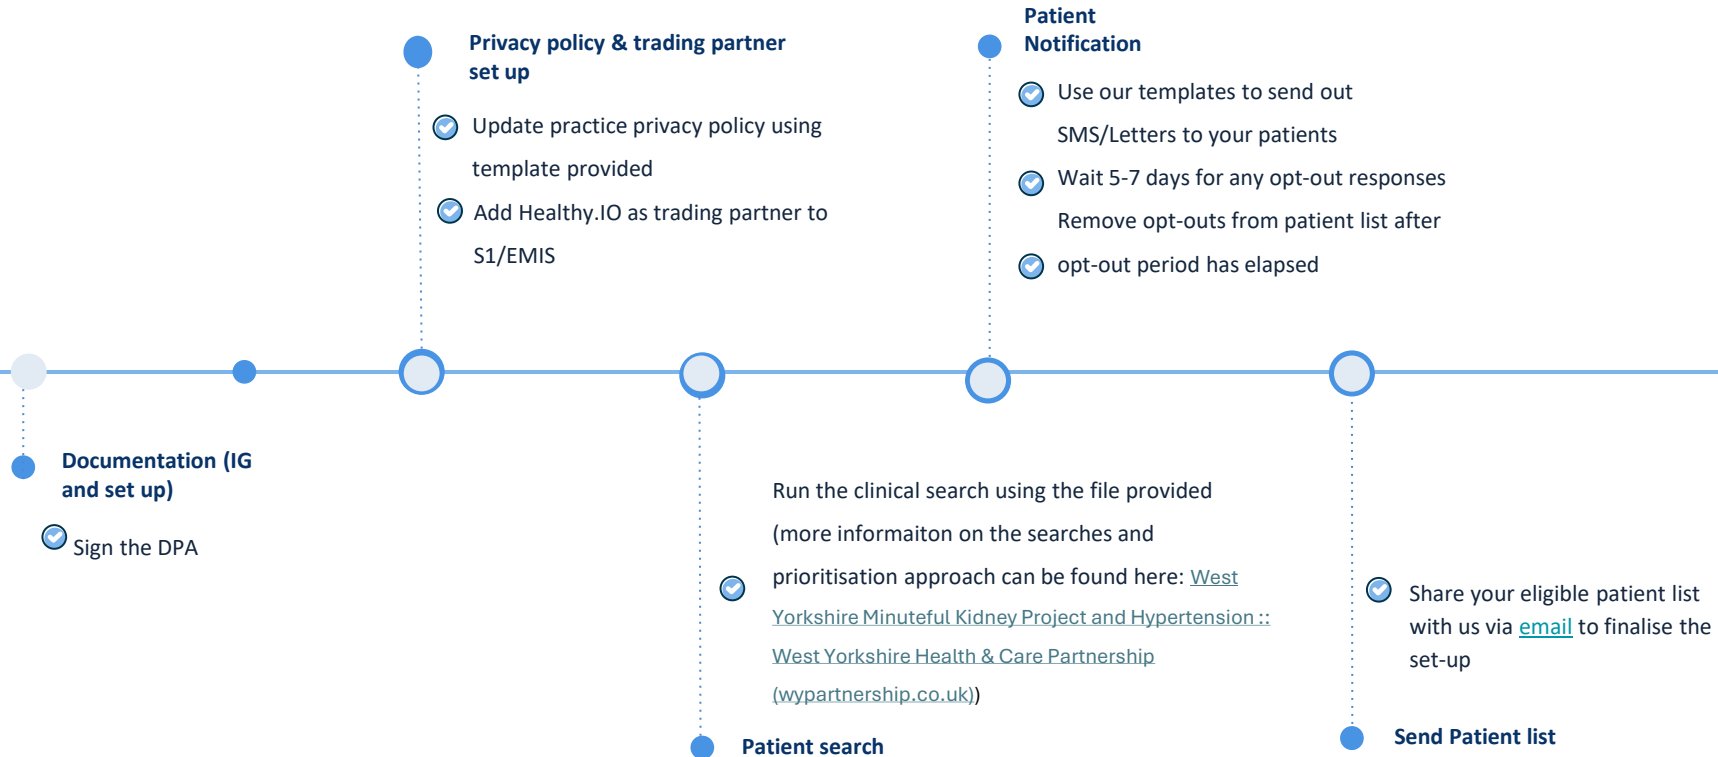 Documentation (IG
and set up)
Sign the DPA
Privacy policy & trading partner
set up
Update practice privacy policy using
template provided
Add Healthy.IO as trading partner to
S1/EMIS
Run the clinical search using the file provided
(more informaiton on the searches and
prioritisation approach can be found here: West
Yorkshire Minuteful Kidney Project and Hypertension ::
West Yorkshire Health & Care Partnership
(wypartnership.co.uk))
Patient search
Patient
Notification
Use our templates to send out
SMS/Letters to your patients
Wait 5-7 days for any opt-out responses
Remove opt-outs from patient list after
opt-out period has elapsed
Share your eligible patient list
with us via email to finalise the
set-up
Send Patient list